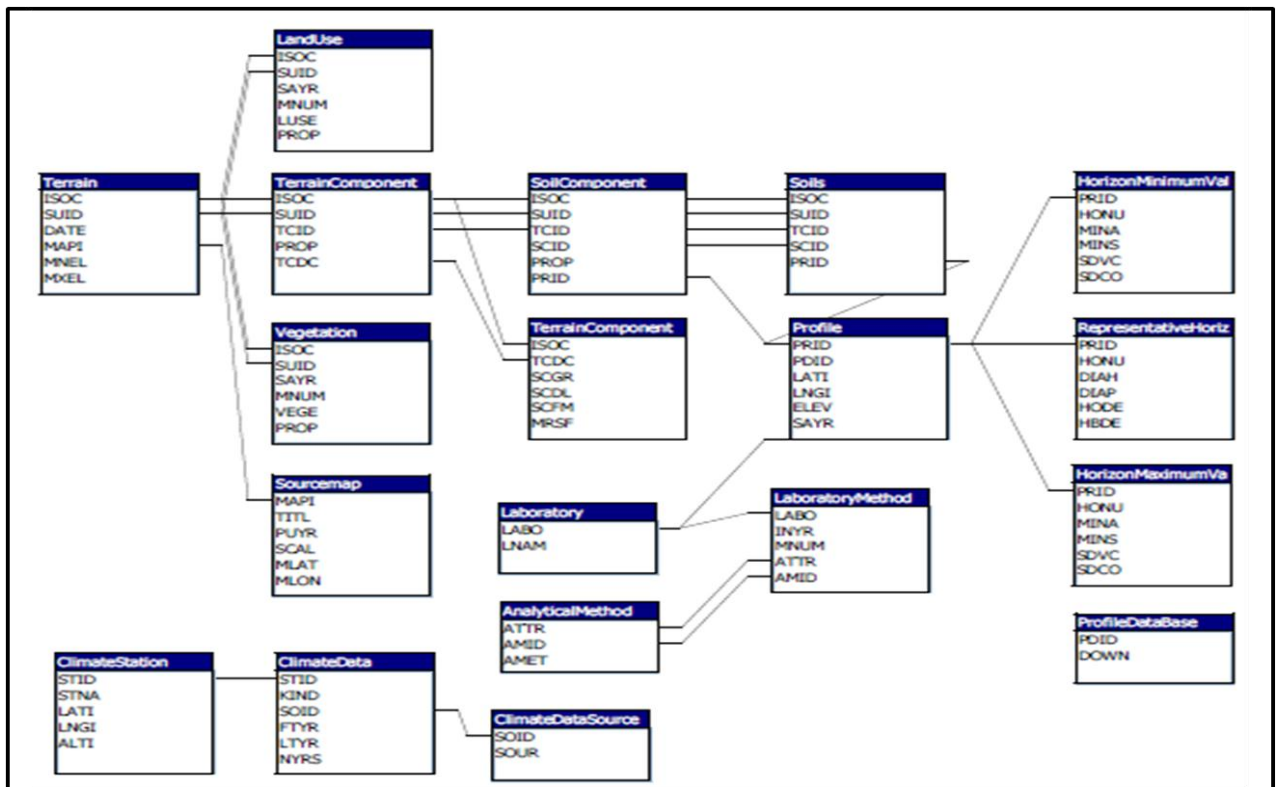 LandUse
ISOC
SUID
SAYR
MNUM
LUSE
PROP
Terrain
ISOC
SUID
DATE
MAPI
MNEL
MXEL
TerrainComponent
ISOC
SUID
TCID
PROP
TCDC
SoilComponent
ISOC
SUID
TCID
SCID
PROP
PRID
Soils
ISOC
SUID
TCID
SCID
PRID
HorizonMinimumVal
PRID
HONU
MINA
MINS
SDVC
SDCO
Vegetation
ISOC
SUID
SAYR
MNUM
VEGE
PROP
TerrainComponent
ISOC
TCDC
SCGR
SCDL
SCFM
MRSF
Profile
PRID
PDID
LATI
LNGI
ELEV
SAYR
RepresentativeHoriz
PRID
HONU
DIAH
DIAP
HODE
HBDE
Sourcemap
MAPI
TITL
PUYR
SCAL
MLAT
MLON
Laboratory
LABO
LNAM
LaboratoryMethod
LABO
INYR
MNUM
ATTR
AMID
HorizonMaximumVa
PRID
HONU
MINA
MINS
SDVC
SDCO
AnalyticalMethod
ATTR
AMID
AMET
ProfileDataBase
PDID
DOWN
ClimateStation
STID
STNA
LATI
LNGI
ALTI
ClimateData
STID
KIND
SOID
FTYR
LTYR
NYRS
ClimateDataSource
SOID
SOUR